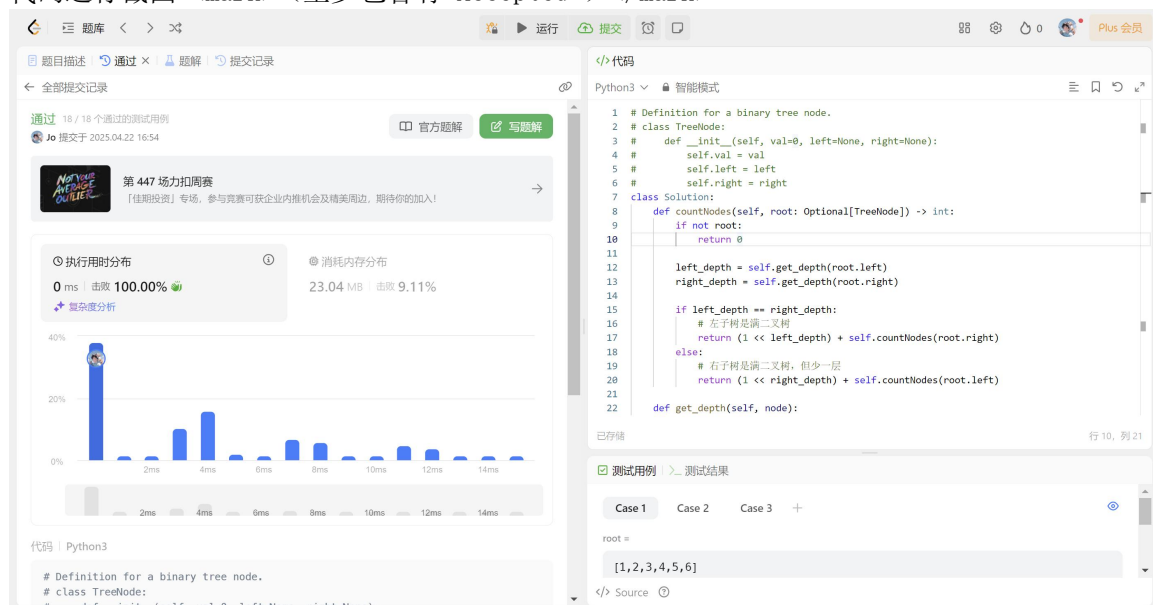 题库
运行
提交
0
Plus 会员
题目描述
通过 ×
题解
提交记录
全部提交记录
通过 18 / 18 个通过的测试用例
Jo 提交于 2025.04.22 16:54
官方题解
写题解
NOT YOUR AVERAGE OUTLIER
第 447 场力扣周赛
「佳期投资」专场，参与竞赛可获企业内推机会及精美周边，期待你的加入！
执行用时分布
0 ms 击败 100.00%
复杂度分析
消耗内存分布
23.04 MB 击败 9.11%
40%
20%
0%
2ms 4ms 6ms 8ms 10ms 12ms 14ms
2ms 4ms 6ms 8ms 10ms 12ms 14ms
代码 Python3
# Definition for a binary tree node.
# class TreeNode:
</> 代码
Python3 智能模式
1 # Definition for a binary tree node.
2 # class TreeNode:
3 #     def __init__(self, val=0, left=None, right=None):
4 #         self.val = val
5 #         self.left = left
6 #         self.right = right
7 class Solution:
8     def countNodes(self, root: Optional[TreeNode]) -> int:
9         if not root:
10             return 0
11
12         left_depth = self.get_depth(root.left)
13         right_depth = self.get_depth(root.right)
14
15         if left_depth == right_depth:
16             # 左子树是满二叉树
17             return (1 << left_depth) + self.countNodes(root.right)
18         else:
19             # 右子树是满二叉树，但少一层
20             return (1 << right_depth) + self.countNodes(root.left)
21
22     def get_depth(self, node):
已存储
行 10, 列 21
测试用例
>_ 测试结果
Case 1 Case 2 Case 3 +
root =
[1,2,3,4,5,6]
</> Source